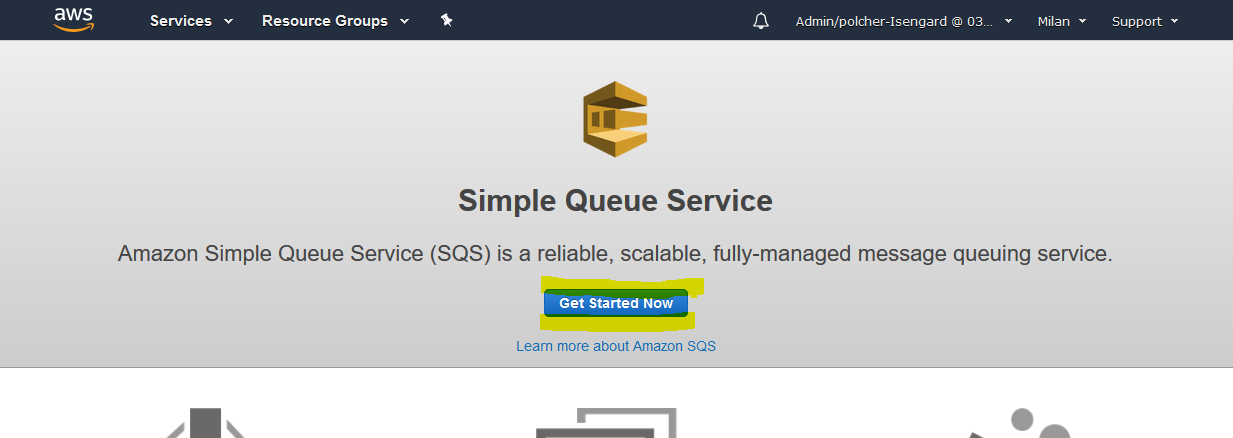 aws Services Resource Groups Admin/polcher-Isengard @ 03... Milan Support
Simple Queue Service
Amazon Simple Queue Service (SQS) is a reliable, scalable, fully-managed message queuing service.
Get Started Now
Learn more about Amazon SQS